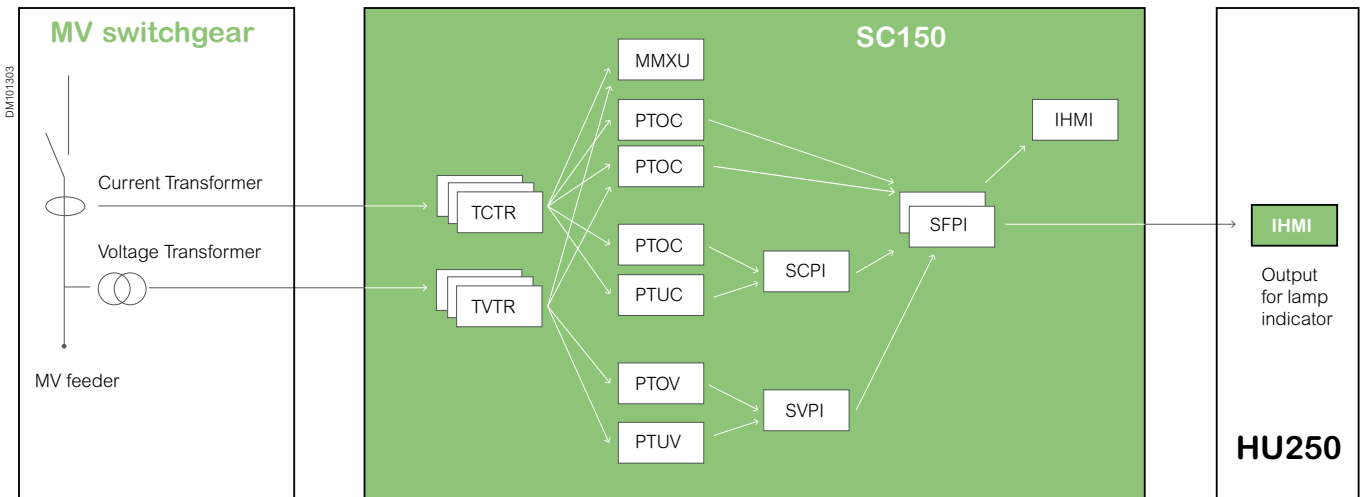 DM101303
MV switchgear
Current Transformer
Voltage Transformer
MV feeder
SC150
TCTR
TVTR
MMXU
PTOC
PTOC
PTOC
PTUC
PTOV
PTUV
SCPI
SVPI
SFPI
IHMI
IHMI
Output
for lamp
indicator
HU250